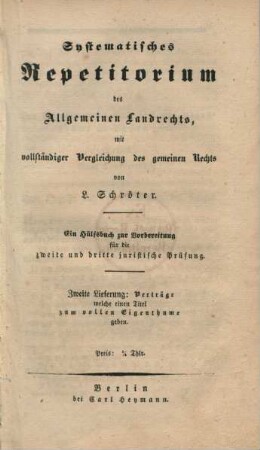 Systematisches
Repetitorium
des
Allgemeinen Landrechts,
mit
vollständiger Vergleichung des gemeinen Rechts
von
L. Schröter.
Ein Hülfsbuch zur Vorbereitung
für die
zweite und dritte juristische Prüfung.
Zweite Lieferung: Verträge
welche einen Titel
zum vollen Eigenthume
geben.
Preis: Thlr.
Berlin
bei Carl Heymann.